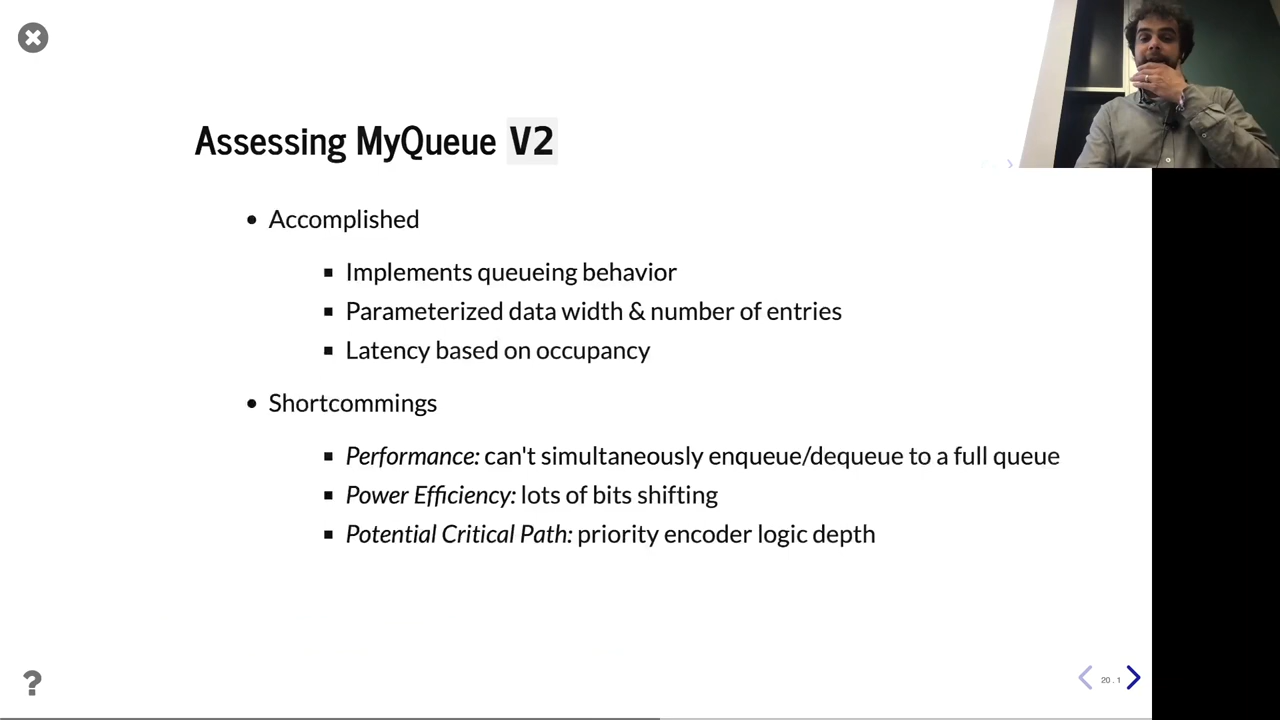 Assessing MyQueue V2
• Accomplished
▪ Implements queueing behavior
▪ Parameterized data width & number of entries
▪ Latency based on occupancy
• Shortcommings
▪ Performance: can't simultaneously enqueue/dequeue to a full queue
▪ Power Efficiency: lots of bits shifting
▪ Potential Critical Path: priority encoder logic depth
?
20 . 1